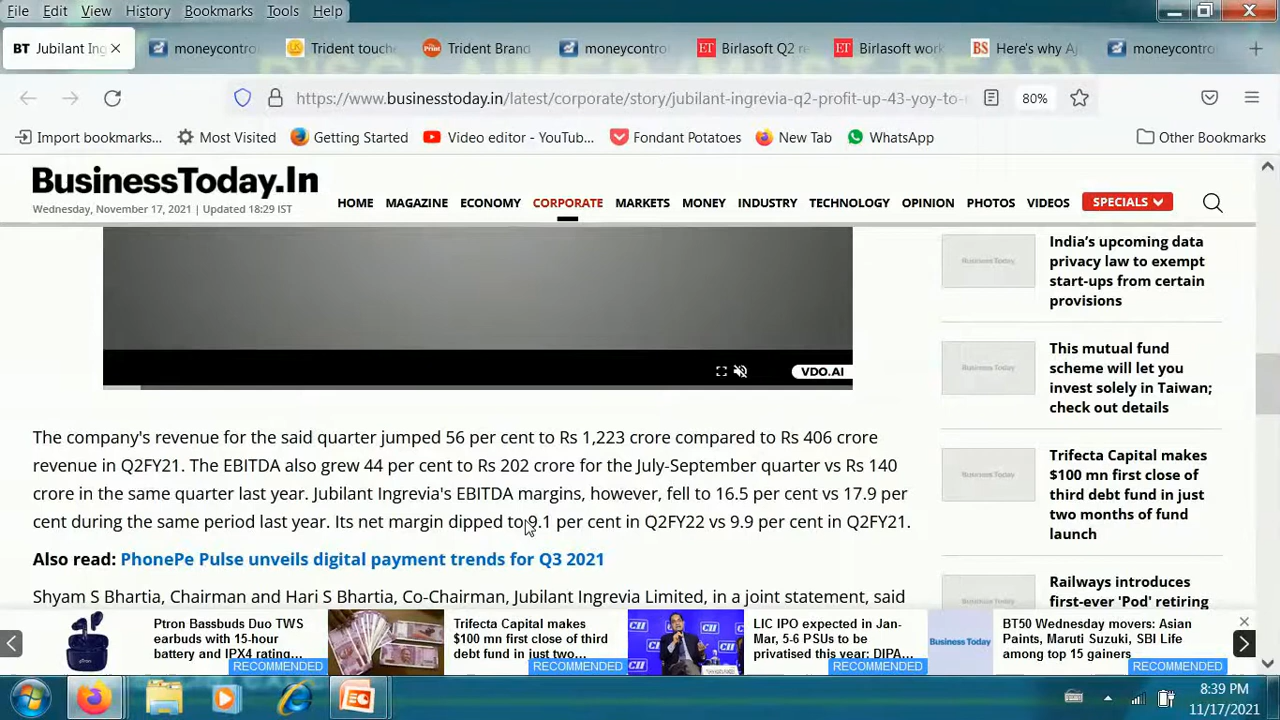 File Edit View History Bookmarks Tools Help
BT Jubilant Ing
moneycontro
Trident touche
Trident Brand
moneycontro
ET Birlasoft Q2 re
ET Birlasoft work
BS Here's why Aj
moneycontro
https://www.businesstoday.in/latest/corporate/story/jubilant-ingrevia-q2-profit-up-43-yoy-to- 80%
Import bookmarks... Most Visited Getting Started Video editor - YouTub... Fondant Potatoes New Tab WhatsApp Other Bookmarks
BusinessToday.In
Wednesday, November 17, 2021 | Updated 18:29 IST
HOME MAGAZINE ECONOMY CORPORATE MARKETS MONEY INDUSTRY TECHNOLOGY OPINION PHOTOS VIDEOS SPECIALS
VDO.AI
The company's revenue for the said quarter jumped 56 per cent to Rs 1,223 crore compared to Rs 406 crore
revenue in Q2FY21. The EBITDA also grew 44 per cent to Rs 202 crore for the July-September quarter vs Rs 140
crore in the same quarter last year. Jubilant Ingrevia's EBITDA margins, however, fell to 16.5 per cent vs 17.9 per
cent during the same period last year. Its net margin dipped to 9.1 per cent in Q2FY22 vs 9.9 per cent in Q2FY21.
Also read: PhonePe Pulse unveils digital payment trends for Q3 2021
Shyam S Bhartia, Chairman and Hari S Bhartia, Co-Chairman, Jubilant Ingrevia Limited, in a joint statement, said
Business Today
India's upcoming data
privacy law to exempt
start-ups from certain
provisions
Business Today
This mutual fund
scheme will let you
invest solely in Taiwan;
check out details
Business Today
Trifecta Capital makes
$100 mn first close of
third debt fund in just
two months of fund
launch
Railways introduces
first-ever 'Pod' retiring
Ptron Bassbuds Duo TWS
earbuds with 15-hour
battery and IPX4 rating...
RECOMMENDED
Trifecta Capital makes
$100 mn first close of third
debt fund in just two...
RECOMMENDED
CII
LIC IPO expected in Jan-
Mar, 5.6 PSUs to be
privatised this year: DIPA...
RECOMMENDED
Business Today
BT50 Wednesday movers: Asian
Paints, Maruti Suzuki, SBI Life
among top 15 gainers
RECOMMENDED
8:39 PM
11/17/2021